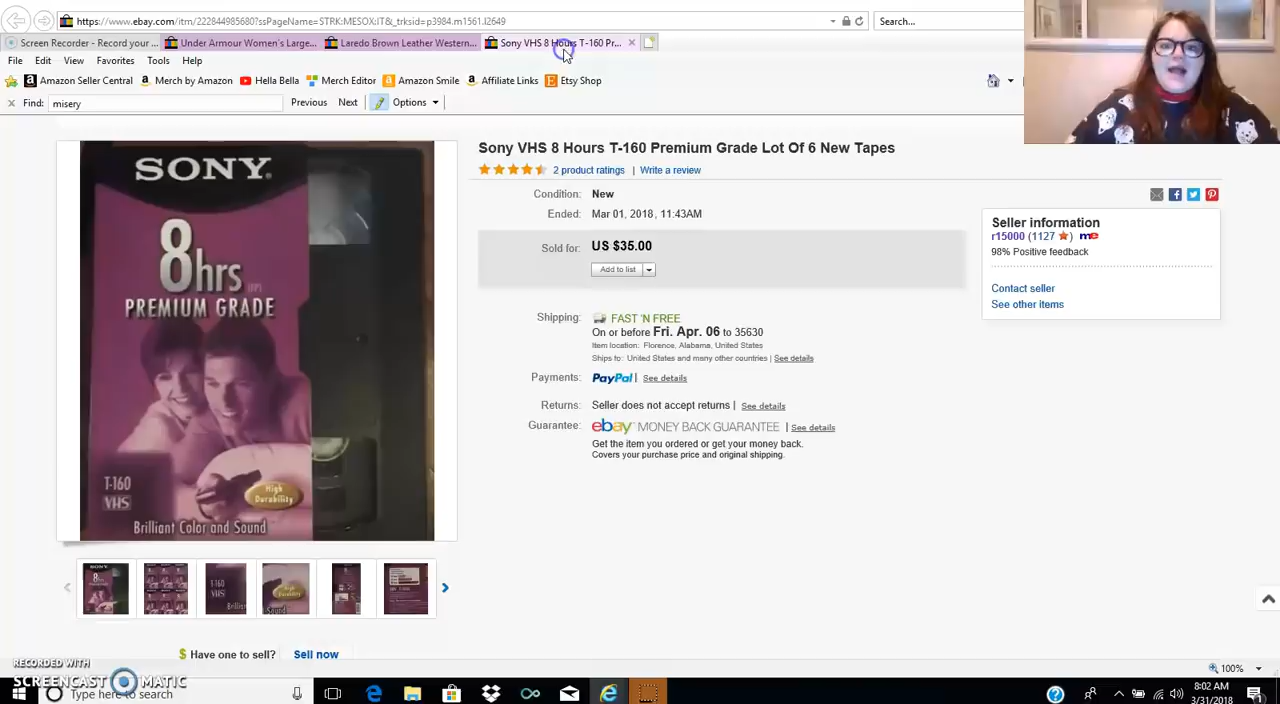 https://www.ebay.com/itm/222844985680?ssPageName=STRK:MESOX:IT&_trksid=p3984.m1561.l2649
Search...
Screen Recorder - Record your ...
Under Armour Women's Large...
Laredo Brown Leather Western...
Sony VHS 8 Hours T-160 Pr...
File Edit View Favorites Tools Help
Amazon Seller Central
Merch by Amazon
Hella Bella
Merch Editor
Amazon Smile
Affiliate Links
Etsy Shop
Find: misery
Previous Next Options
SONY
8hrs
PREMIUM GRADE
T-160
VHS
High Durability
Brilliant Color and Sound
Sony VHS 8 Hours T-160 Premium Grade Lot Of 6 New Tapes
2 product ratings | Write a review
Condition: New
Ended: Mar 01, 2018, 11:43AM
Sold for: US $35.00
Add to list
Shipping: FAST 'N FREE
On or before Fri. Apr. 06 to 35630
Item location: Florence, Alabama, United States
Ships to: United States and many other countries | See details
Payments: PayPal | See details
Returns: Seller does not accept returns | See details
Guarantee: ebay MONEY BACK GUARANTEE | See details
Get the item you ordered or get your money back.
Covers your purchase price and original shipping.
Seller information
r15000 (1127) me
98% Positive feedback
Contact seller
See other items
$ Have one to sell? Sell now
RECORDED WITH
SCREENCAST MATIC
Type here to search
100%
8:02 AM
3/31/2018